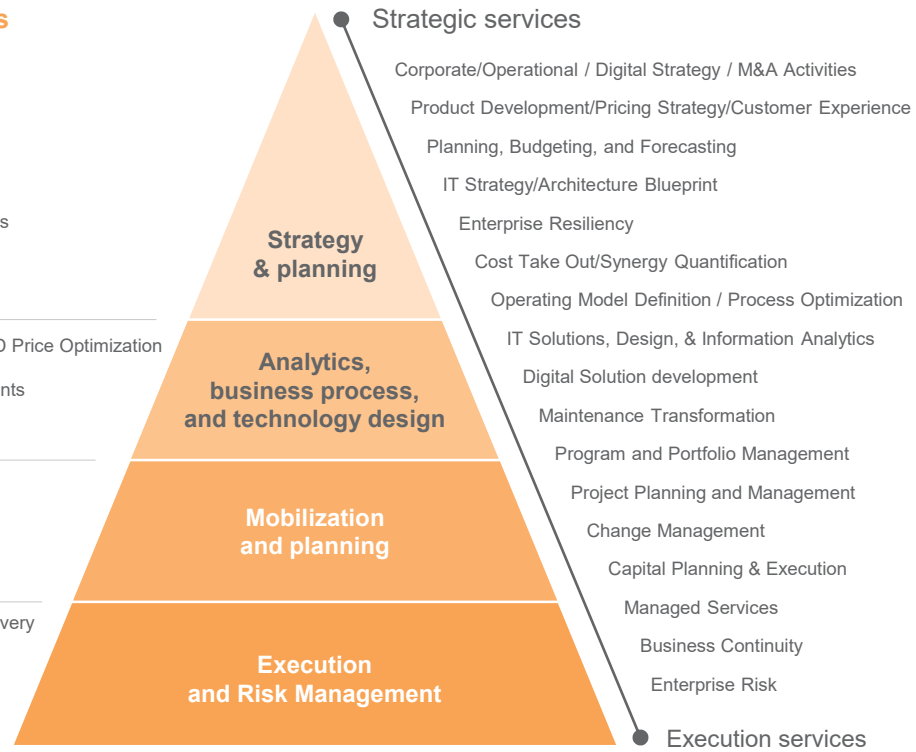 Strategic services
Corporate/Operational / Digital Strategy / M&A Activities
Product Development/Pricing Strategy/Customer Experience
Planning, Budgeting, and Forecasting
IT Strategy/Architecture Blueprint
Enterprise Resiliency
Cost Take Out/Synergy Quantification
Operating Model Definition / Process Optimization
IT Solutions, Design, & Information Analytics
Digital Solution development
Maintenance Transformation
Program and Portfolio Management
Project Planning and Management
Change Management
Capital Planning & Execution
Managed Services
Business Continuity
Enterprise Risk
Execution services
Strategy
& planning
Analytics,
business process,
and technology design
Mobilization
and planning
Execution
and Risk Management
Price Optimization